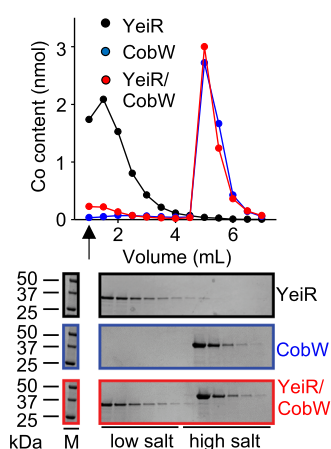 YeiR
CobW
YeiR/
CobW
Co content (nmol)
3
2
1
0
2
4
6
Volume (mL)
50
37
25
YeiR
50
37
25
CobW
50
37
25
YeiR/
CobW
kDa
M
low salt
high salt